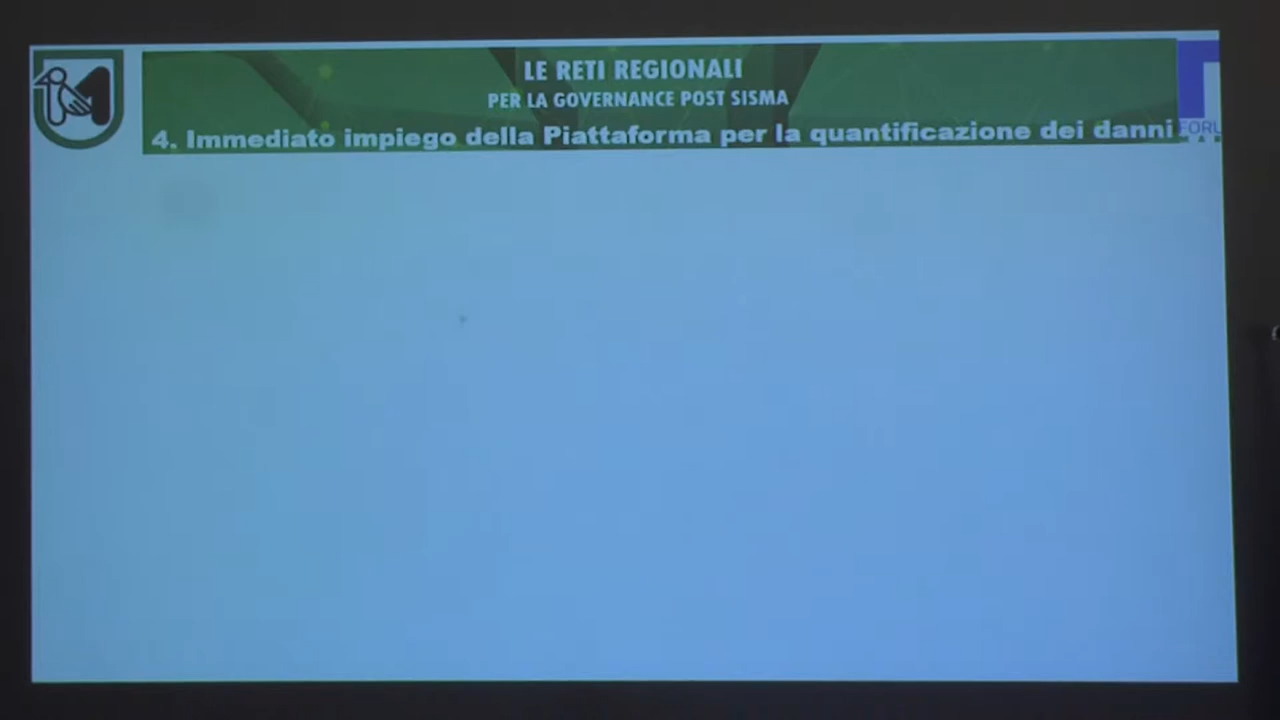 LE RETI REGIONALI
PER LA GOVERNANCE POST SISMA
4. Immediato impiego della Piattaforma per la quantificazione dei danni